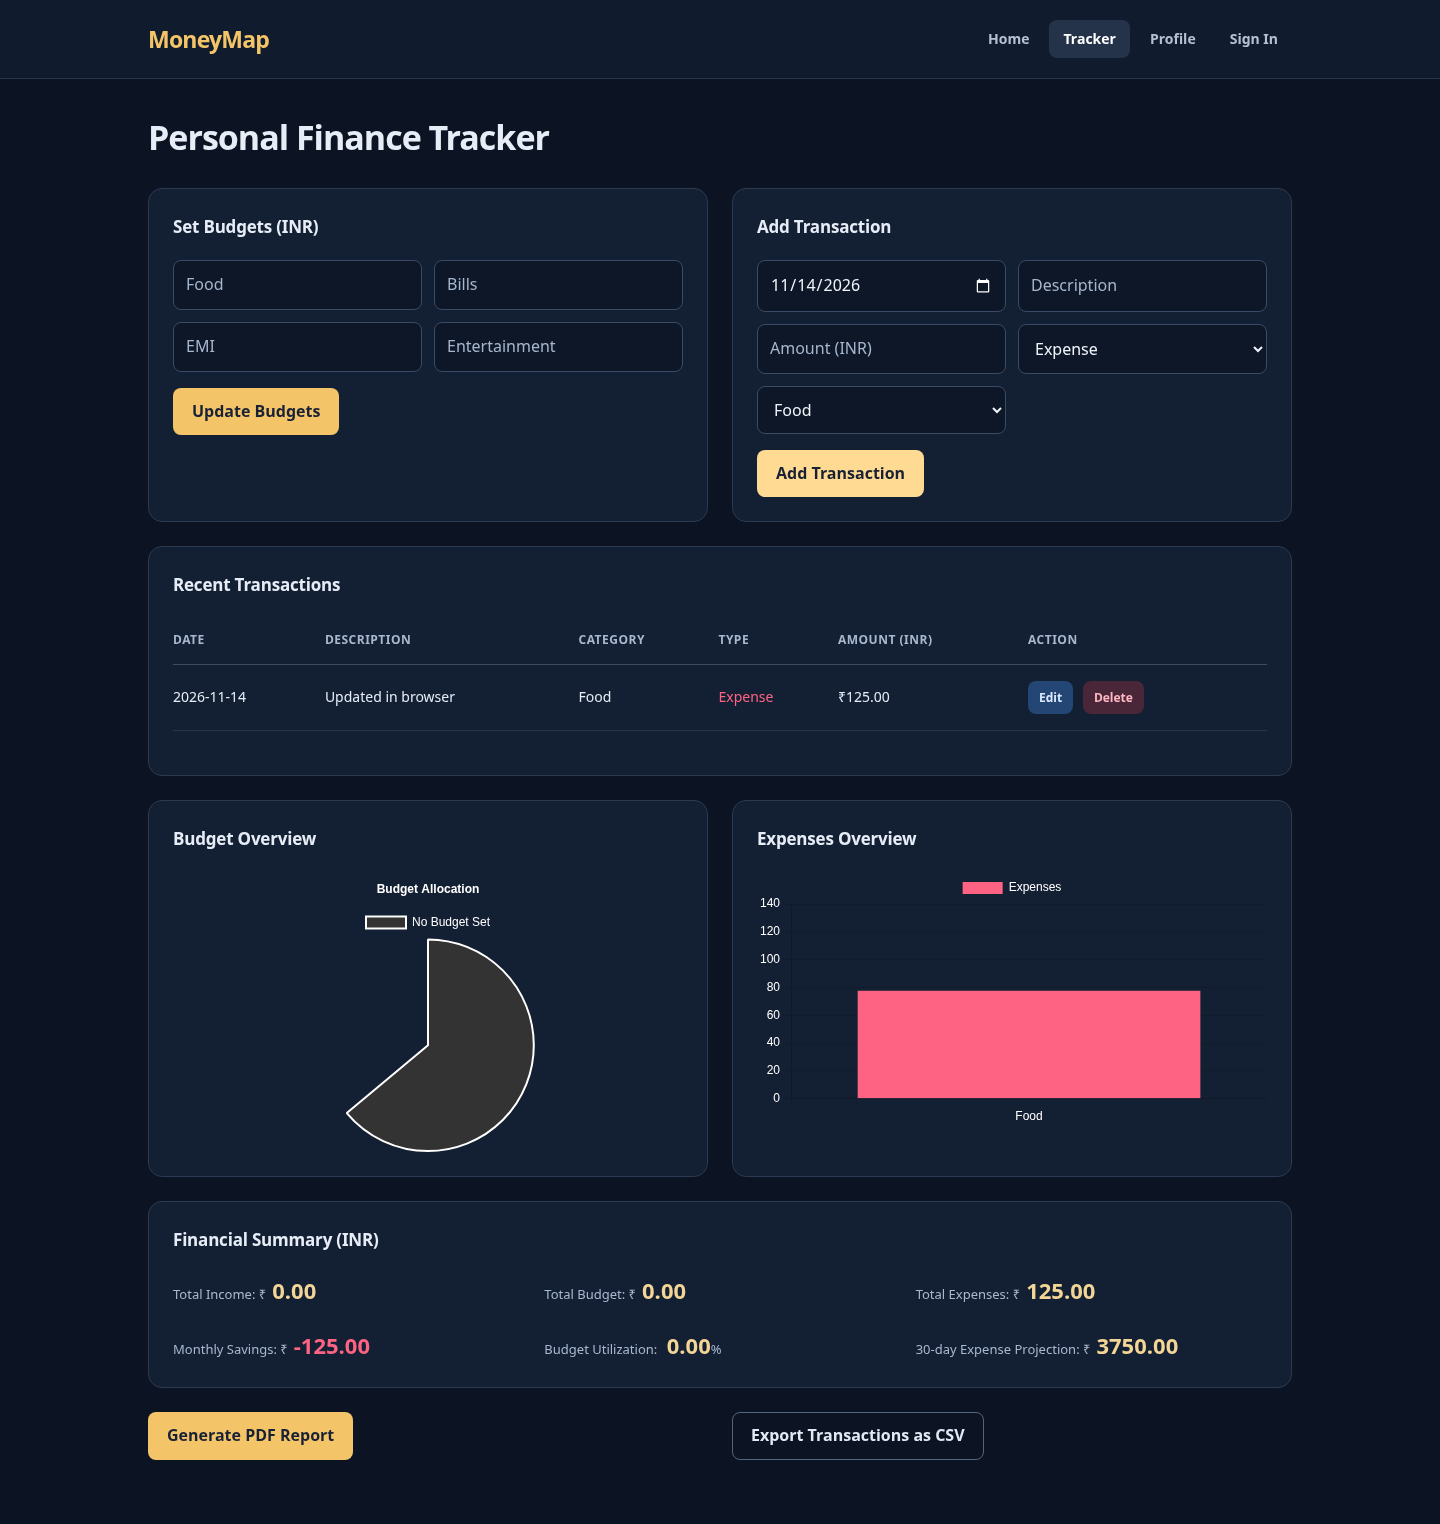 MoneyMap
Home
Tracker
Profile
Sign In
Personal Finance Tracker
Set Budgets (INR)
Food
Bills
EMI
Entertainment
Update Budgets
Add Transaction
11/14/2026
Description
Amount (INR)
Expense
Food
Add Transaction
Recent Transactions
DATE DESCRIPTION CATEGORY TYPE AMOUNT (INR) ACTION
2026-11-14 Updated in browser Food Expense ₹125.00 Edit Delete
Budget Overview
Budget Allocation
No Budget Set
Expenses Overview
Expenses
140
120
100
80
60
40
20
0
Food
Financial Summary (INR)
Total Income: ₹ 0.00
Total Budget: ₹ 0.00
Total Expenses: ₹ 125.00
Monthly Savings: ₹ -125.00
Budget Utilization: 0.00%
30-day Expense Projection: ₹ 3750.00
Generate PDF Report
Export Transactions as CSV